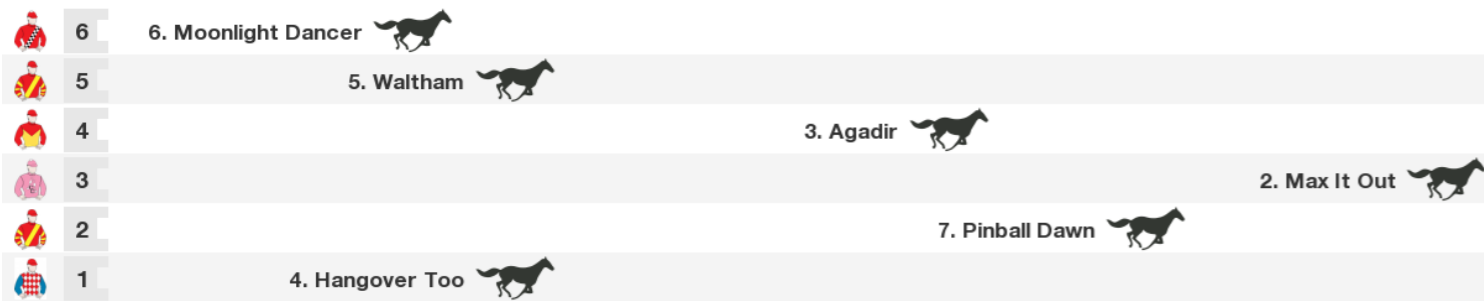 6 6. Moonlight Dancer
5 5. Waltham
4 3. Agadir
3 2. Max It Out
2 7. Pinball Dawn
1 4. Hangover Too